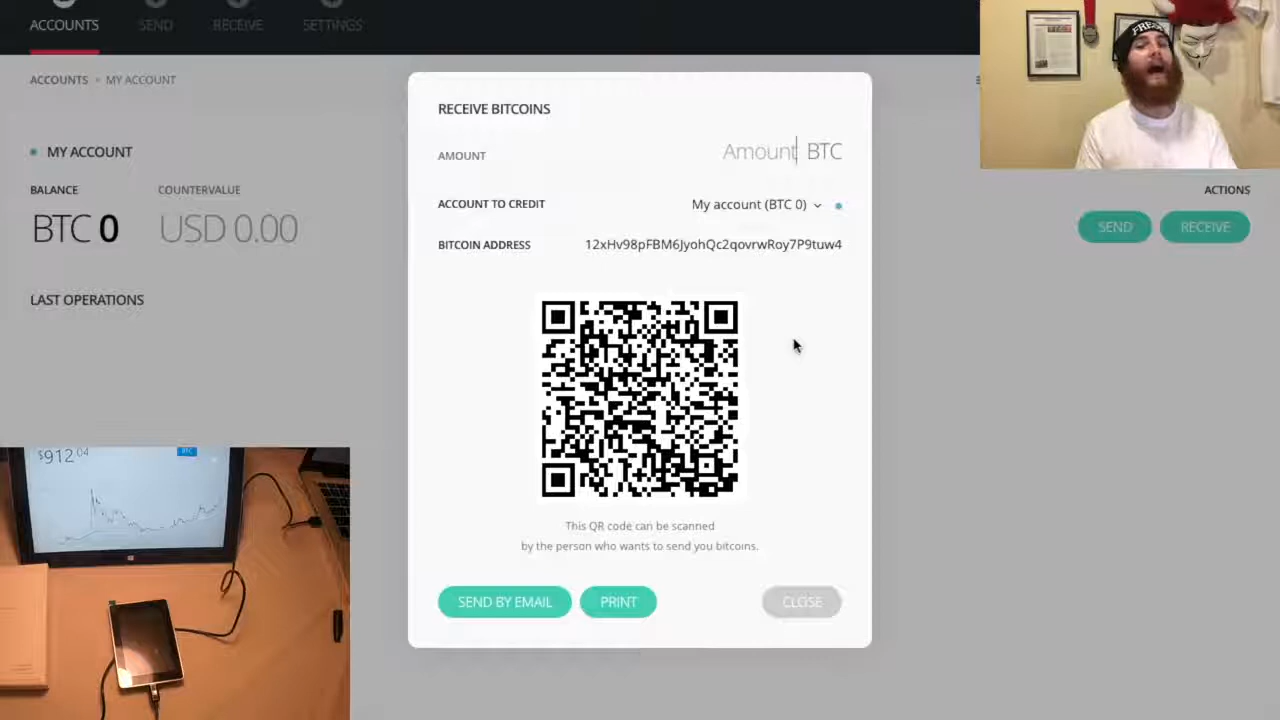 ACCOUNTS SEND RECEIVE SETTINGS
ACCOUNTS MY ACCOUNT
MY ACCOUNT
BALANCE COUNTERVALUE
BTC 0 USD 0.00
LAST OPERATIONS
RECEIVE BITCOINS
AMOUNT Amount BTC
ACCOUNT TO CREDIT My account (BTC 0)
BITCOIN ADDRESS 12xHv98pFBM6JyohQc2qovrwRoy7P9tuw4
This QR code can be scanned
by the person who wants to send you bitcoins.
SEND BY EMAIL PRINT CLOSE
ACTIONS
SEND RECEIVE
$912.04 BTC
FRESH